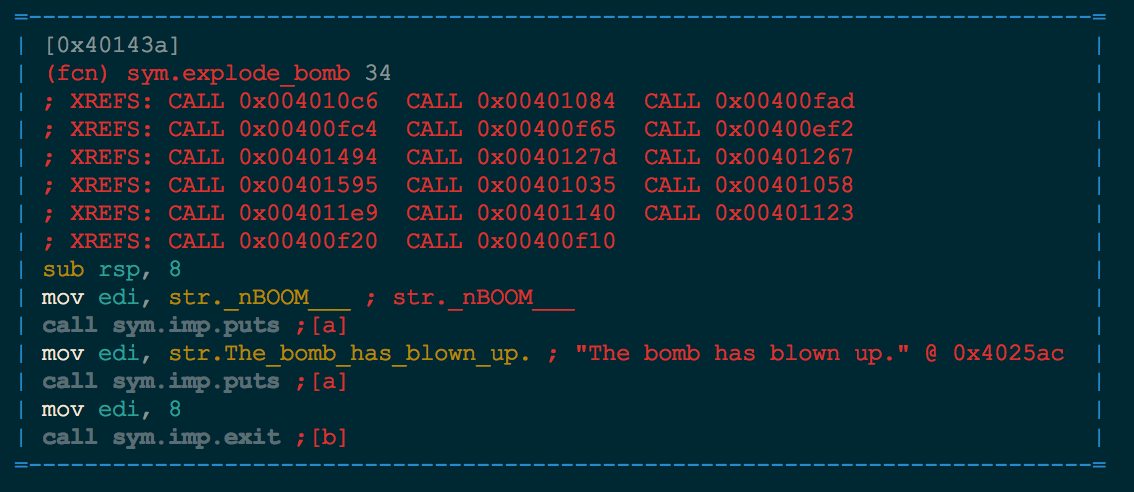 =----------------------------------------------------------------------------=
| [0x40143a] |
| (fcn) sym.explode_bomb 34 |
| ; XREFS: CALL 0x004010c6  CALL 0x00401084  CALL 0x00400fad |
| ; XREFS: CALL 0x00400fc4  CALL 0x00400f65  CALL 0x00400ef2 |
| ; XREFS: CALL 0x00401494  CALL 0x0040127d  CALL 0x00401267 |
| ; XREFS: CALL 0x00401595  CALL 0x00401035  CALL 0x00401058 |
| ; XREFS: CALL 0x004011e9  CALL 0x00401140  CALL 0x00401123 |
| ; XREFS: CALL 0x00400f20  CALL 0x00400f10 |
| sub rsp, 8 |
| mov edi, str._nBOOM___ ; str._nBOOM___ |
| call sym.imp.puts ;[a] |
| mov edi, str.The_bomb_has_blown_up. ; "The bomb has blown up." @ 0x4025ac |
| call sym.imp.puts ;[a] |
| mov edi, 8 |
| call sym.imp.exit ;[b] |
=----------------------------------------------------------------------------=